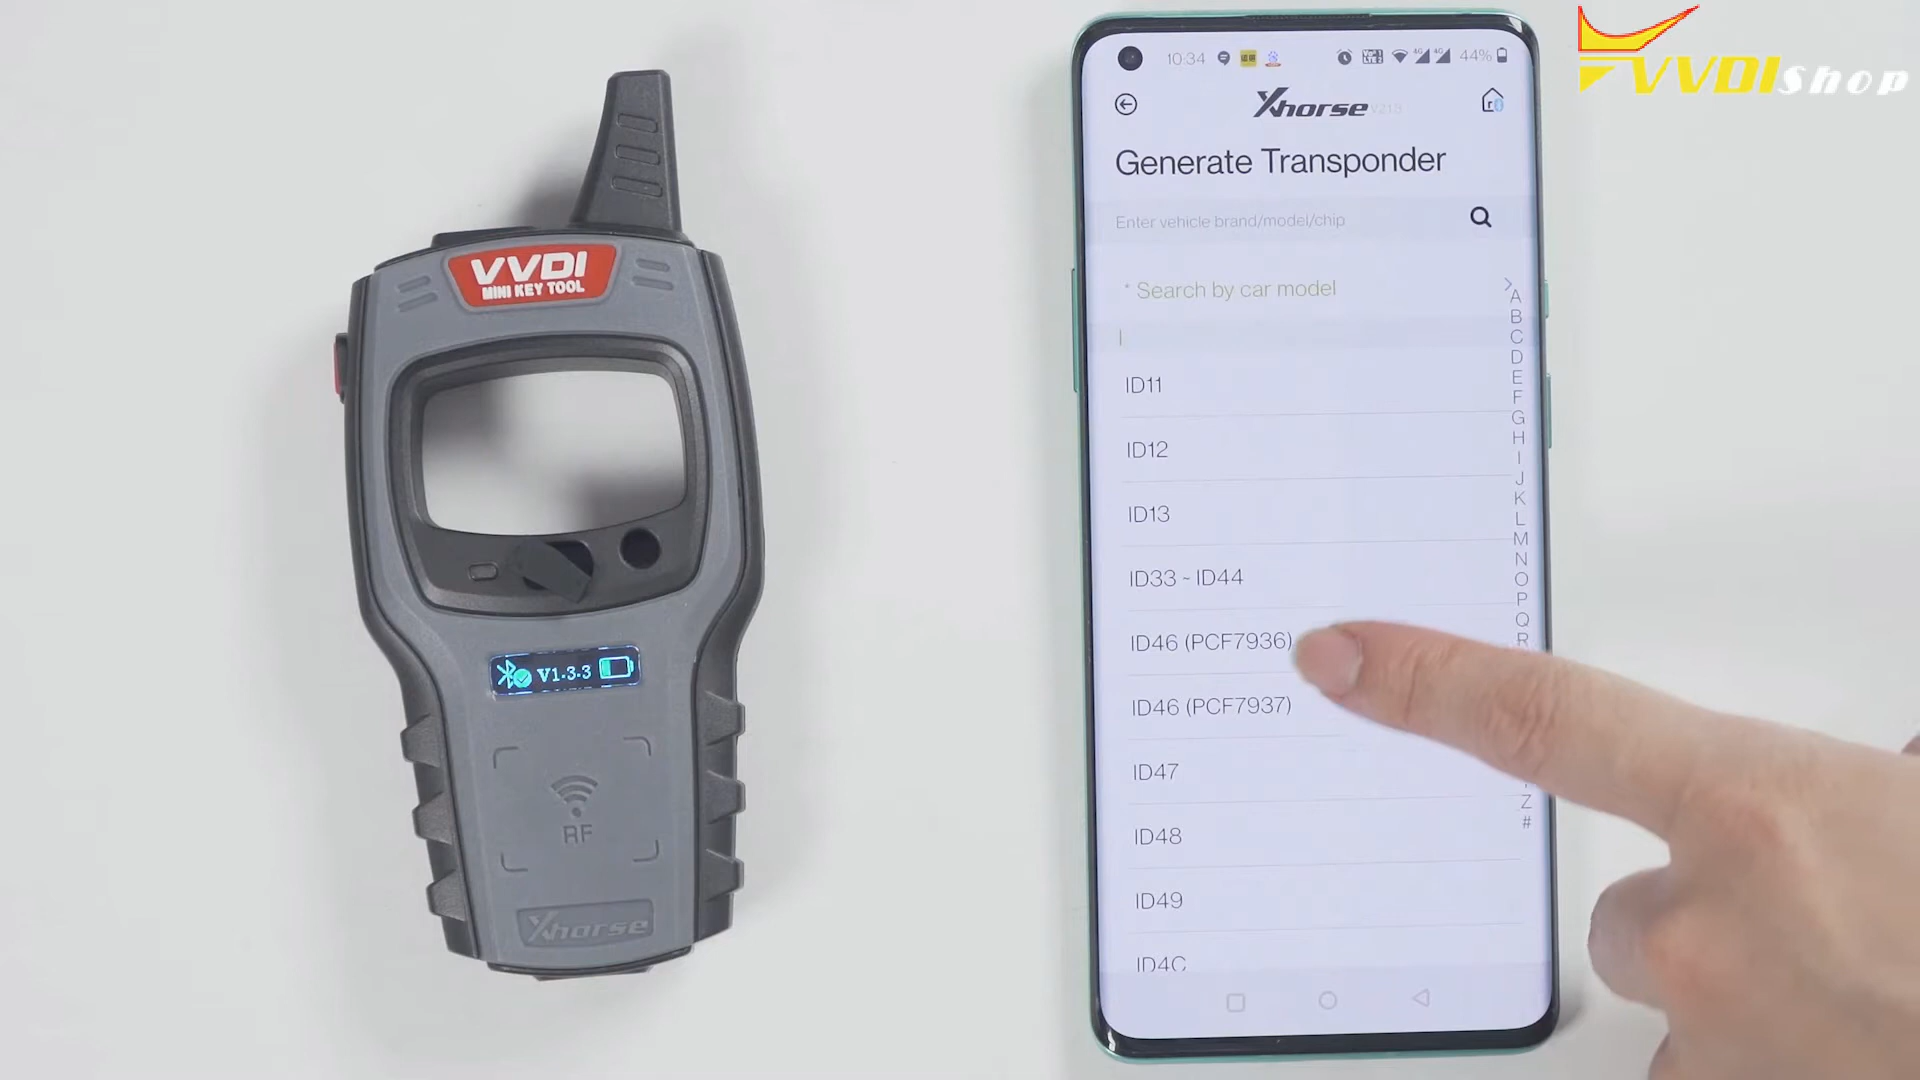 VVDI
MINI KEY TOOL
V1.3.3
RF
Xhorse
10:34
44%
Xhorse
Generate Transponder
Enter vehicle brand/model/chip
* Search by car model
I
ID11
ID12
ID13
ID33 ~ ID44
ID46 (PCF7936)
ID46 (PCF7937)
ID47
ID48
ID49
ID4C
A
B
C
D
E
F
G
H
I
J
K
L
M
N
O
P
Q
R
Z
#
VVDIShop